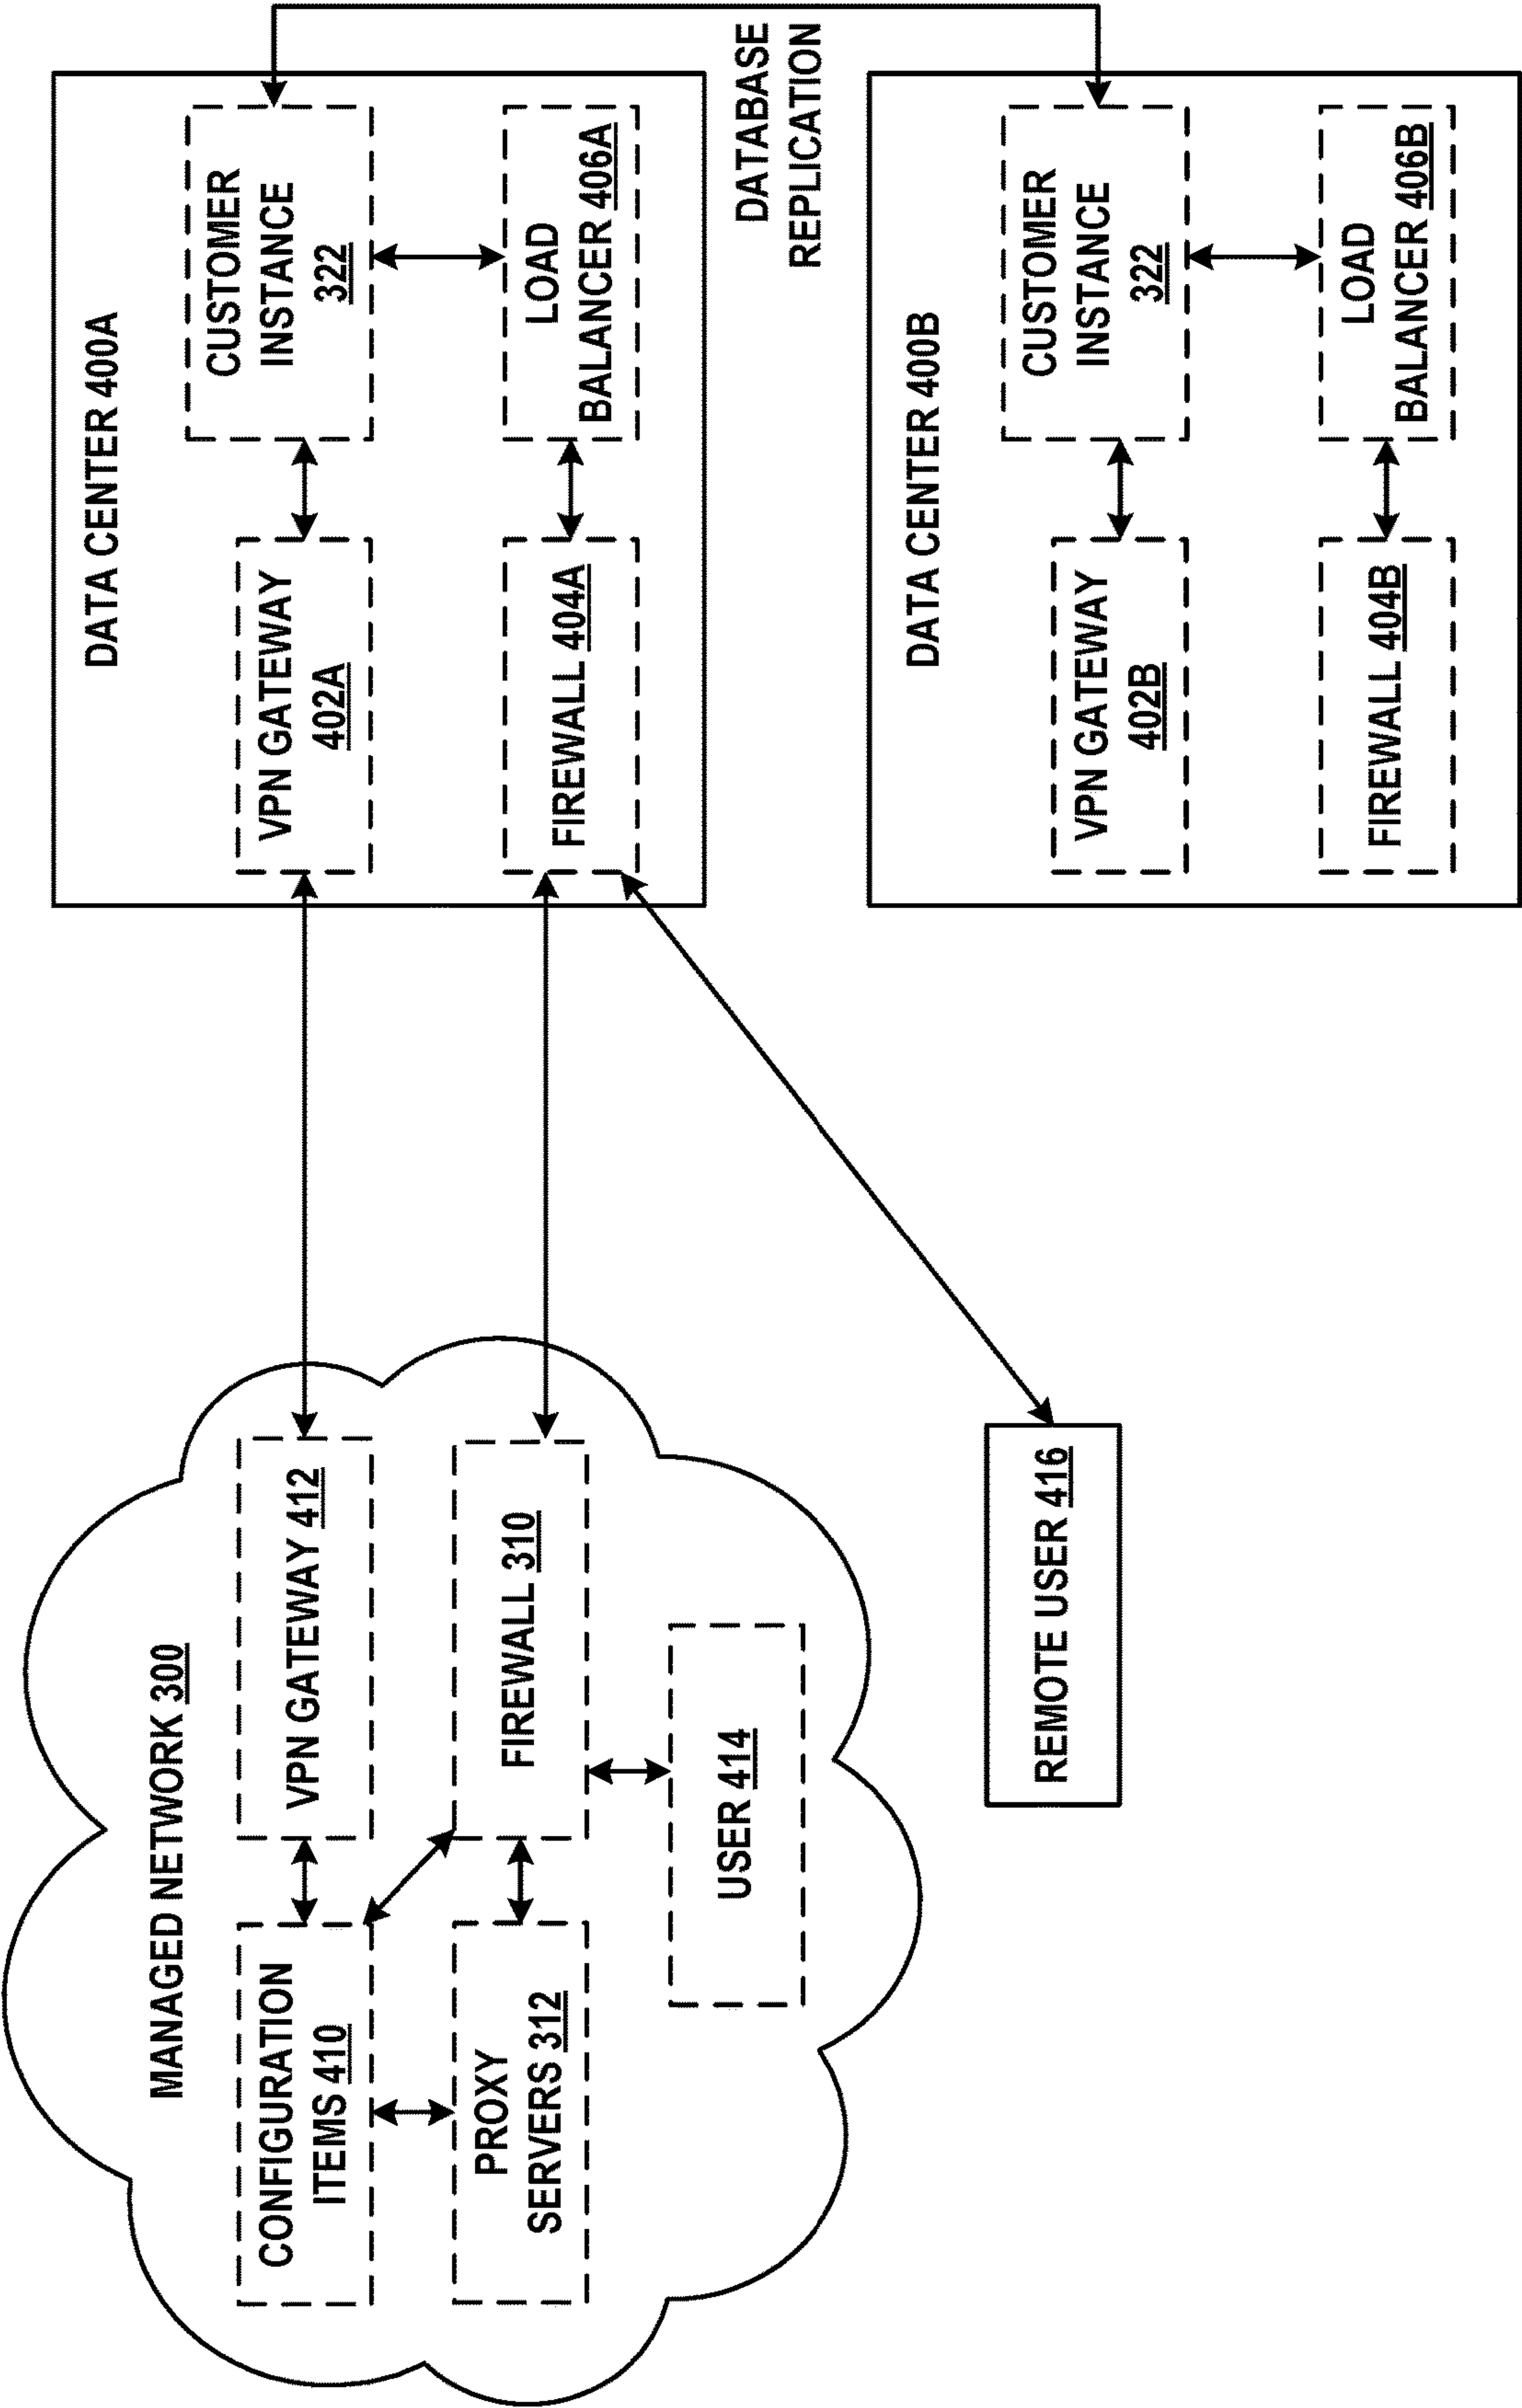 MANAGED NETWORK 300
CONFIGURATION
ITEMS 410
VPN GATEWAY 412
PROXY
SERVERS 312
FIREWALL 310
USER 414
REMOTE USER 416
DATA CENTER 400A
VPN GATEWAY
402A
CUSTOMER
INSTANCE
322
FIREWALL 404A
LOAD
BALANCER 406A
DATABASE
REPLICATION
DATA CENTER 400B
VPN GATEWAY
402B
CUSTOMER
INSTANCE
322
FIREWALL 404B
LOAD
BALANCER 406B